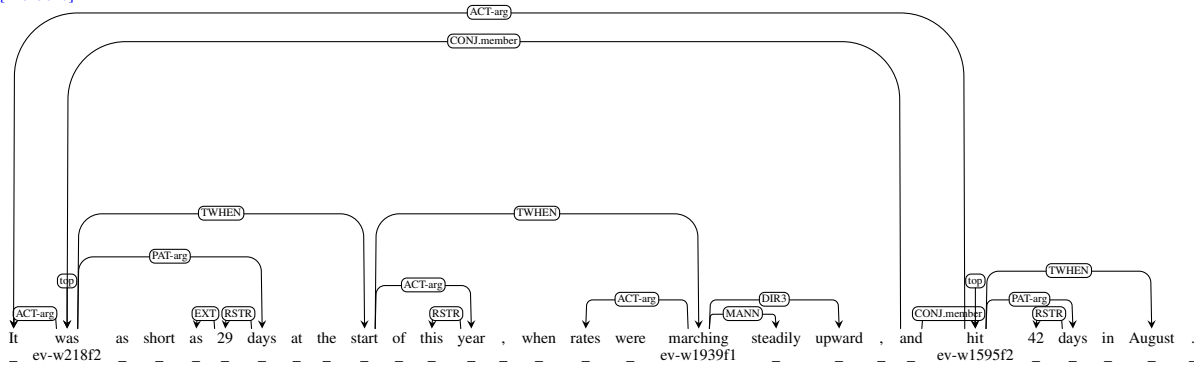 ACT-arg
CONJ.member
TWHEN TWHEN
PAT-arg
top top TWHEN
ACT-arg
ACT-arg DIR3 PAT-arg
ACT-arg EXT RSTR RSTR MANN CONJ.member RSTR
It was as short as 29 days at the start of this year , when rates were marching steadily upward , and hit 42 days in August .
_ ev-w218f2 _ _ _ _ _ _ _ _ _ _ _ _ _ _ _ ev-w1939f1 _ _ _ _ ev-w1595f2 _ _ _ _ _